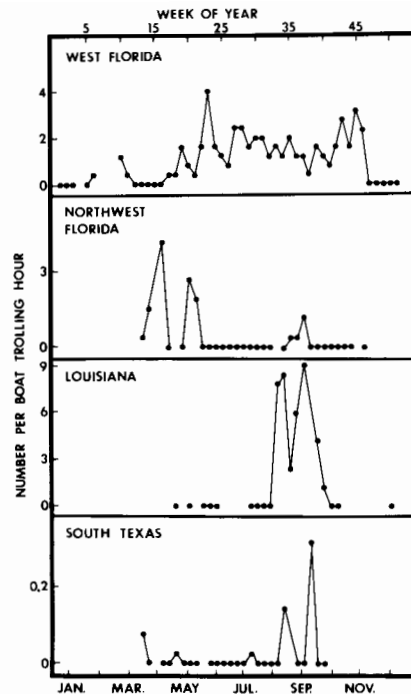 WEEK OF YEAR
5 15 25 35 45
WEST FLORIDA
4
2
0
NORTHWEST
FLORIDA
3
0
NUMBER PER BOAT TROLLING HOUR
LOUISIANA
9
6
3
0
SOUTH TEXAS
0,2
0
JAN. MAR. MAY JUL. SEP. NOV.